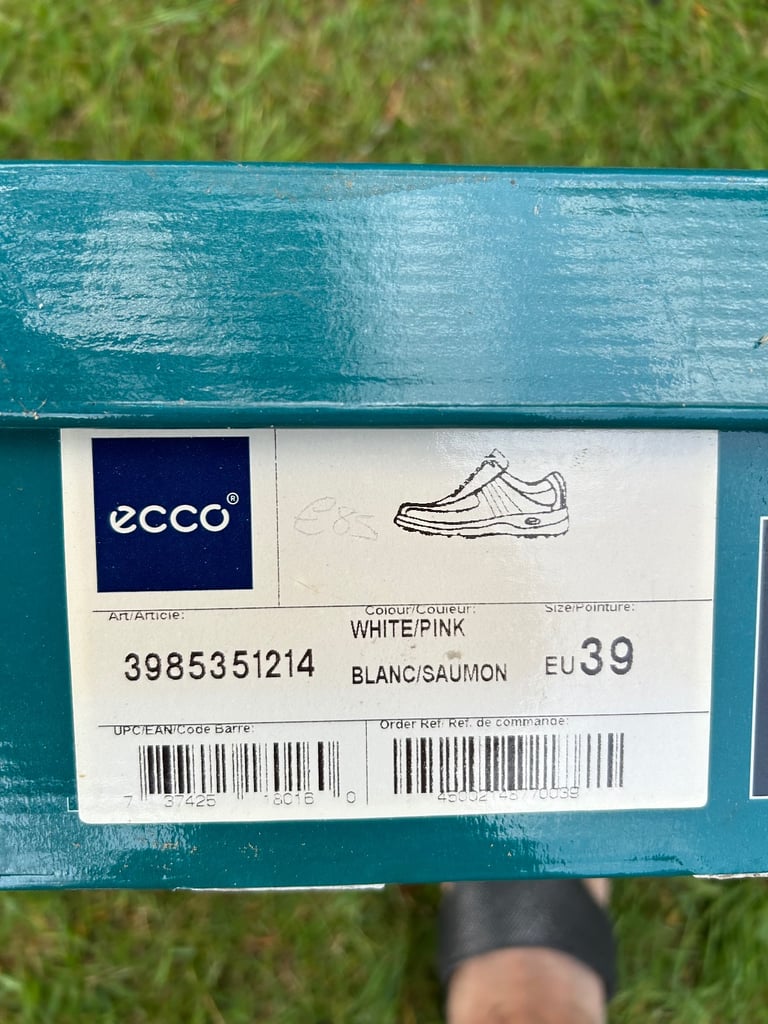 ecco®
€85
Art/Article:
Colour/Couleur:
Size/Pointure:
3985351214
WHITE/PINK
BLANC/SAUMON
EU 39
UPC/EAN/Code Barre:
Order Ref/ Ref. de commande:
7 37425 16016 0